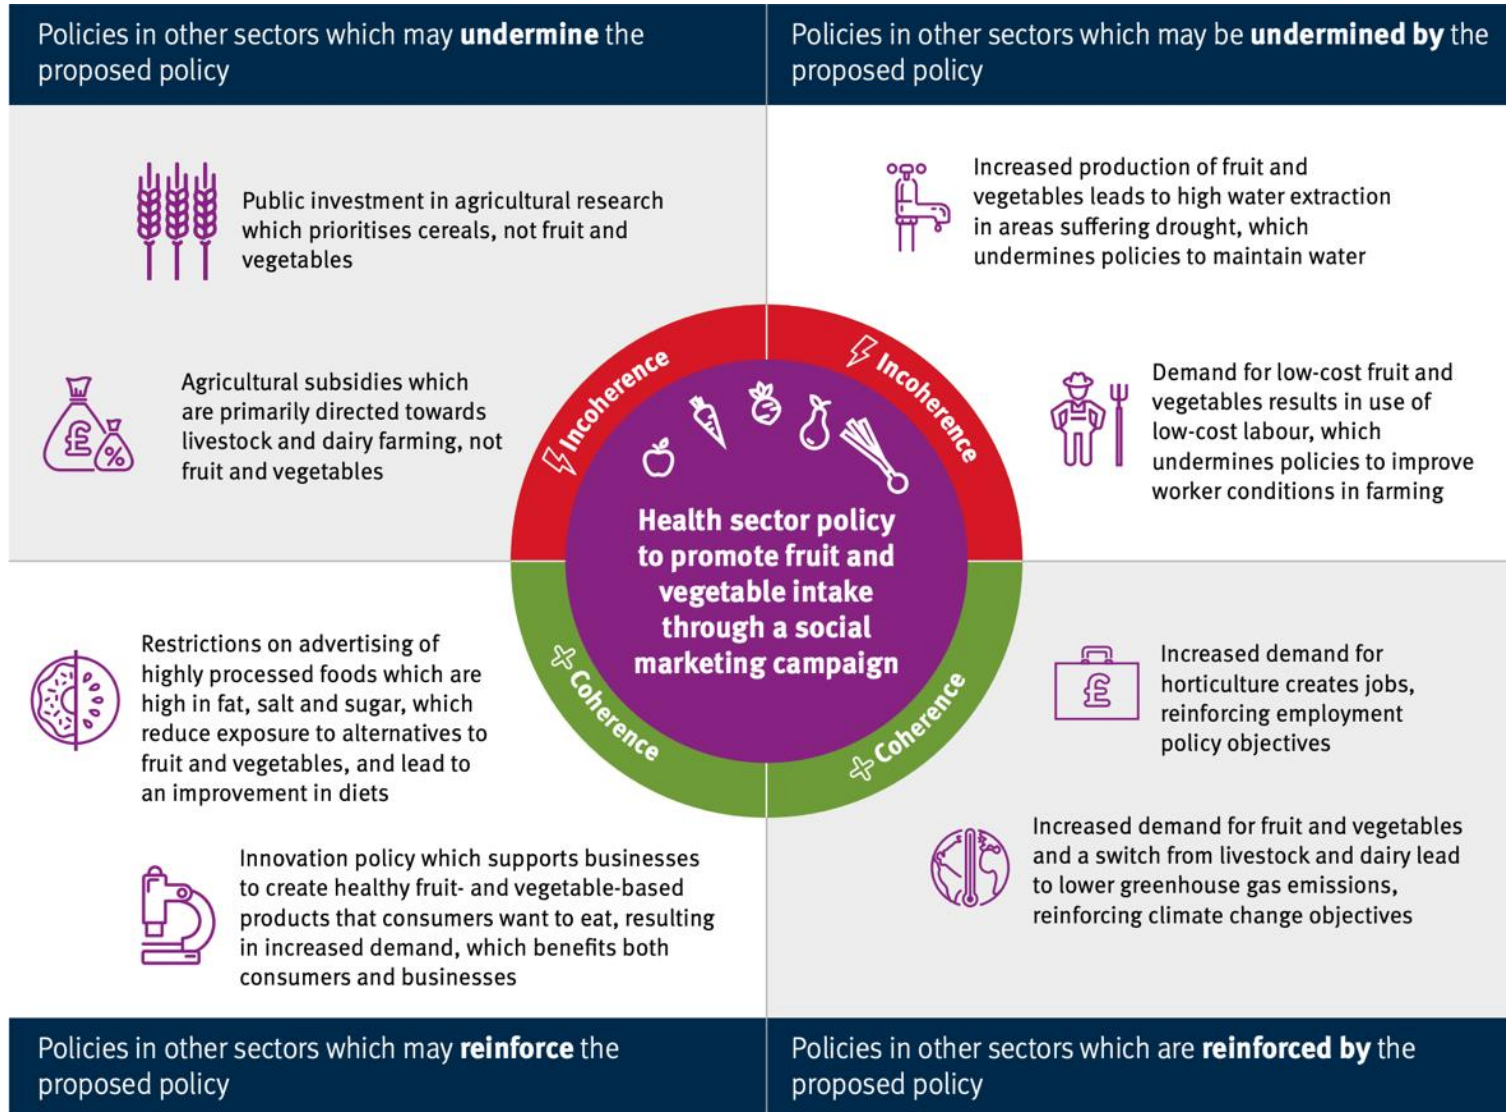 Policies in other sectors which may undermine the
proposed policy
Policies in other sectors which may be undermined by the
proposed policy
Public investment in agricultural research
which prioritises cereals, not fruit and
vegetables
Agricultural subsidies which
are primarily directed towards
livestock and dairy farming, not
fruit and vegetables
£
%
Increased production of fruit and
vegetables leads to high water extraction
in areas suffering drought, which
undermines policies to maintain water
Demand for low-cost fruit and
vegetables results in use of
low-cost labour, which
undermines policies to improve
worker conditions in farming
Incoherence
Incoherence
Health sector policy
to promote fruit and
vegetable intake
through a social
marketing campaign
Coherence
Coherence
Restrictions on advertising of
highly processed foods which are
high in fat, salt and sugar, which
reduce exposure to alternatives to
fruit and vegetables, and lead to
an improvement in diets
Innovation policy which supports businesses
to create healthy fruit- and vegetable-based
products that consumers want to eat, resulting
in increased demand, which benefits both
consumers and businesses
£
Increased demand for
horticulture creates jobs,
reinforcing employment
policy objectives
Increased demand for fruit and vegetables
and a switch from livestock and dairy lead
to lower greenhouse gas emissions,
reinforcing climate change objectives
Policies in other sectors which may reinforce the
proposed policy
Policies in other sectors which are reinforced by the
proposed policy